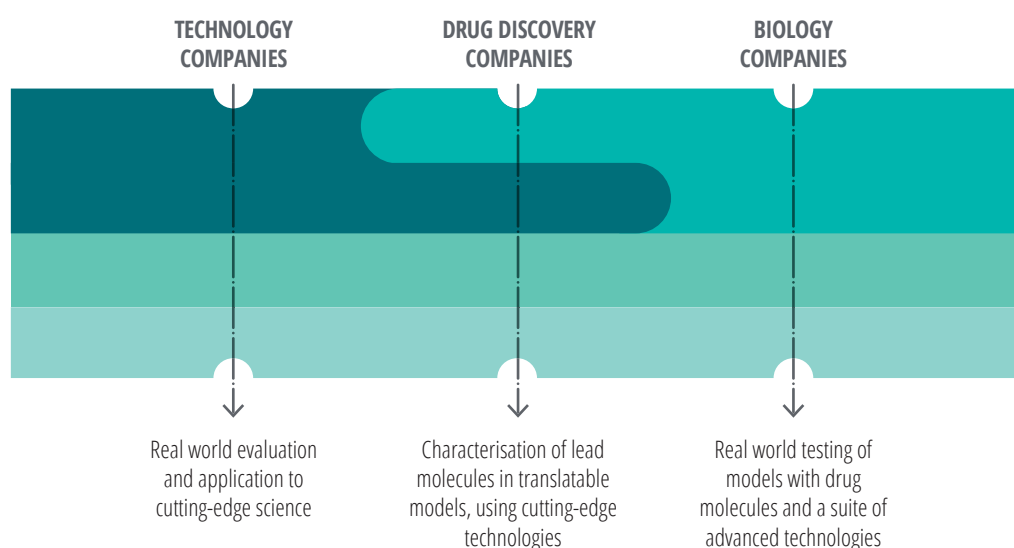 TECHNOLOGY
COMPANIES
DRUG DISCOVERY
COMPANIES
BIOLOGY
COMPANIES
Real world evaluation
and application to
cutting-edge science
Characterisation of lead
molecules in translatable
models, using cutting-edge
technologies
Real world testing of
models with drug
molecules and a suite of
advanced technologies